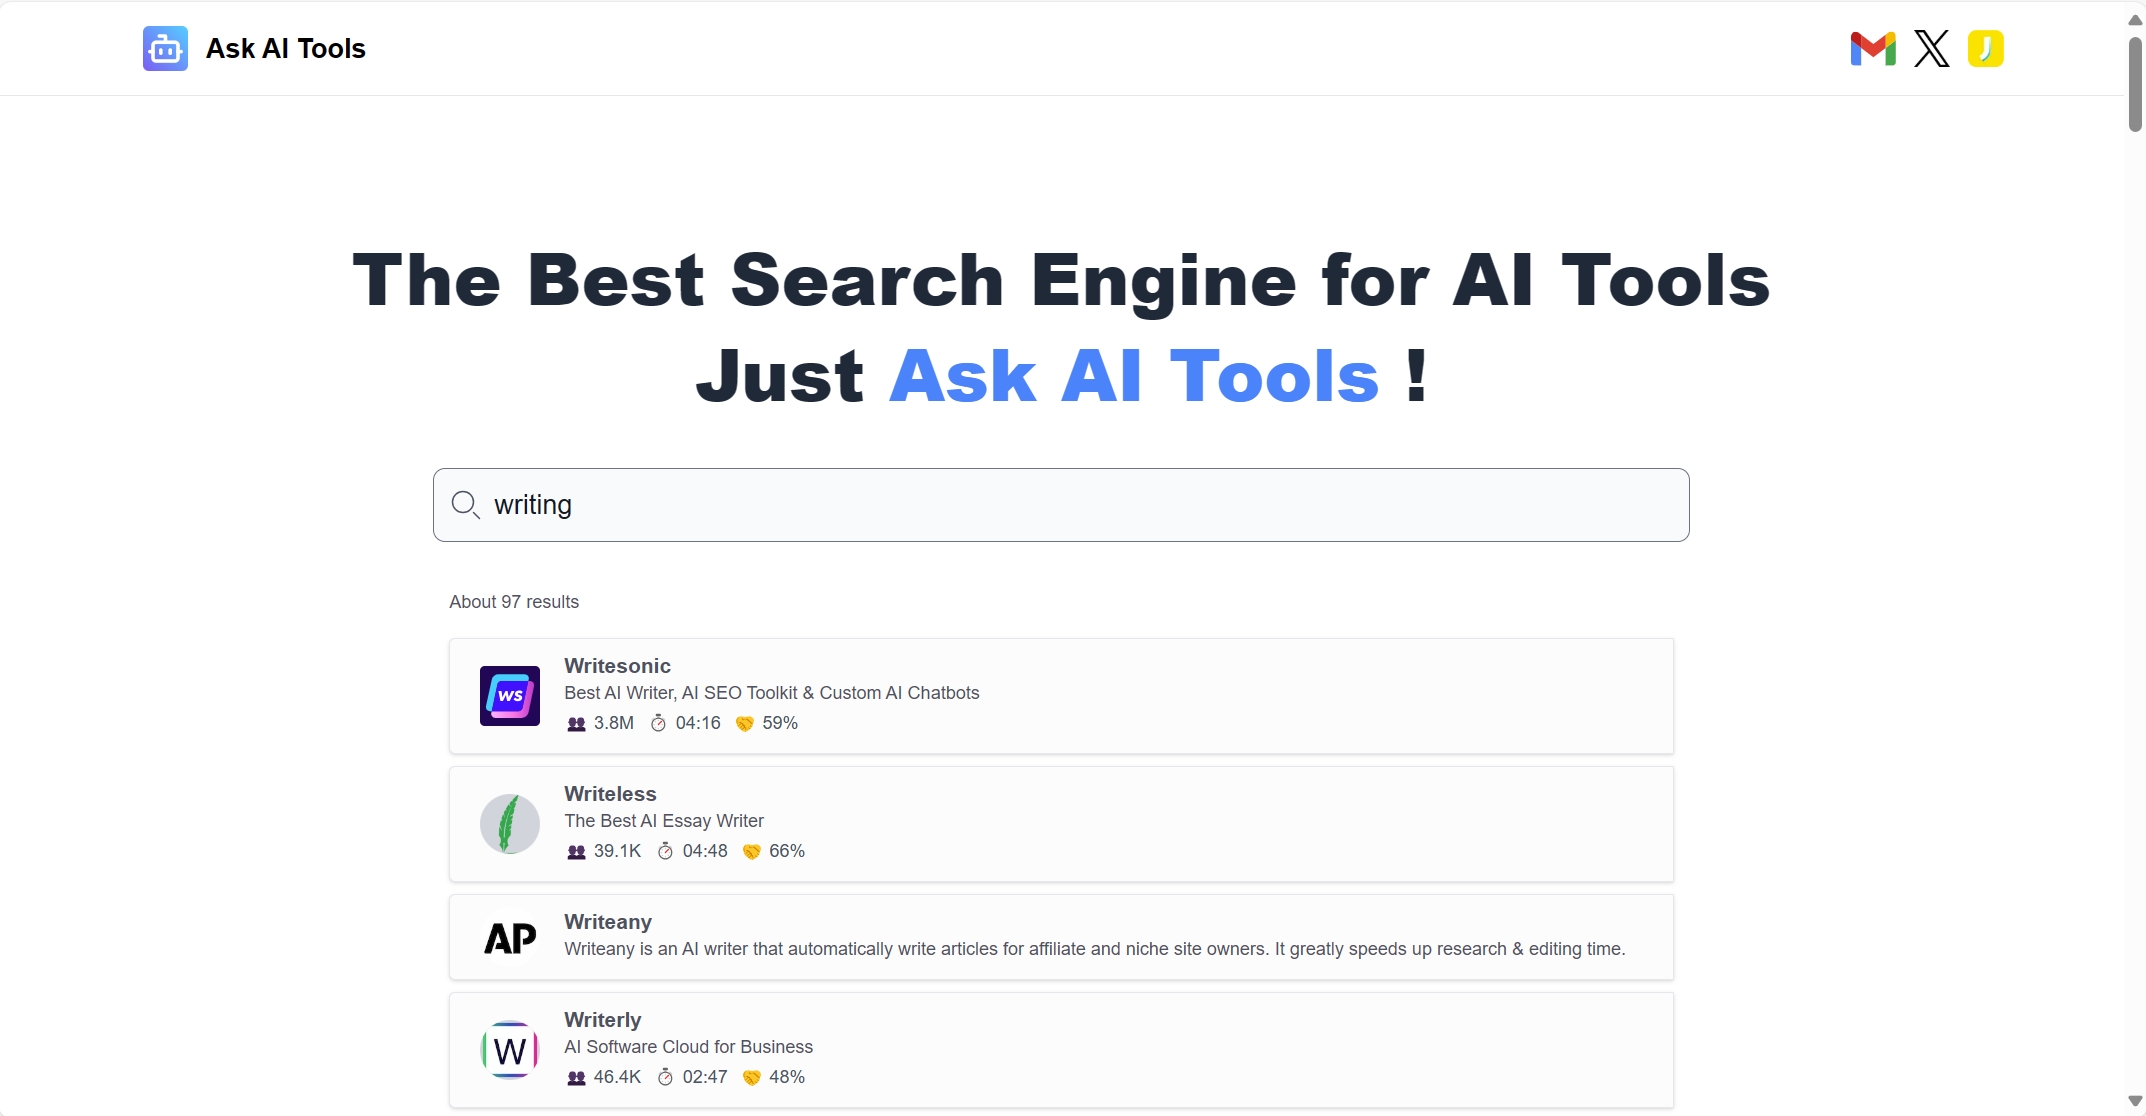 Ask AI Tools
The Best Search Engine for AI Tools
Just Ask AI Tools !
writing
About 97 results
ws
Writesonic
Best AI Writer, AI SEO Toolkit & Custom AI Chatbots
3.8M 04:16 59%
Writeless
The Best AI Essay Writer
39.1K 04:48 66%
AP
Writeany
Writeany is an AI writer that automatically write articles for affiliate and niche site owners. It greatly speeds up research & editing time.
W
Writerly
AI Software Cloud for Business
46.4K 02:47 48%